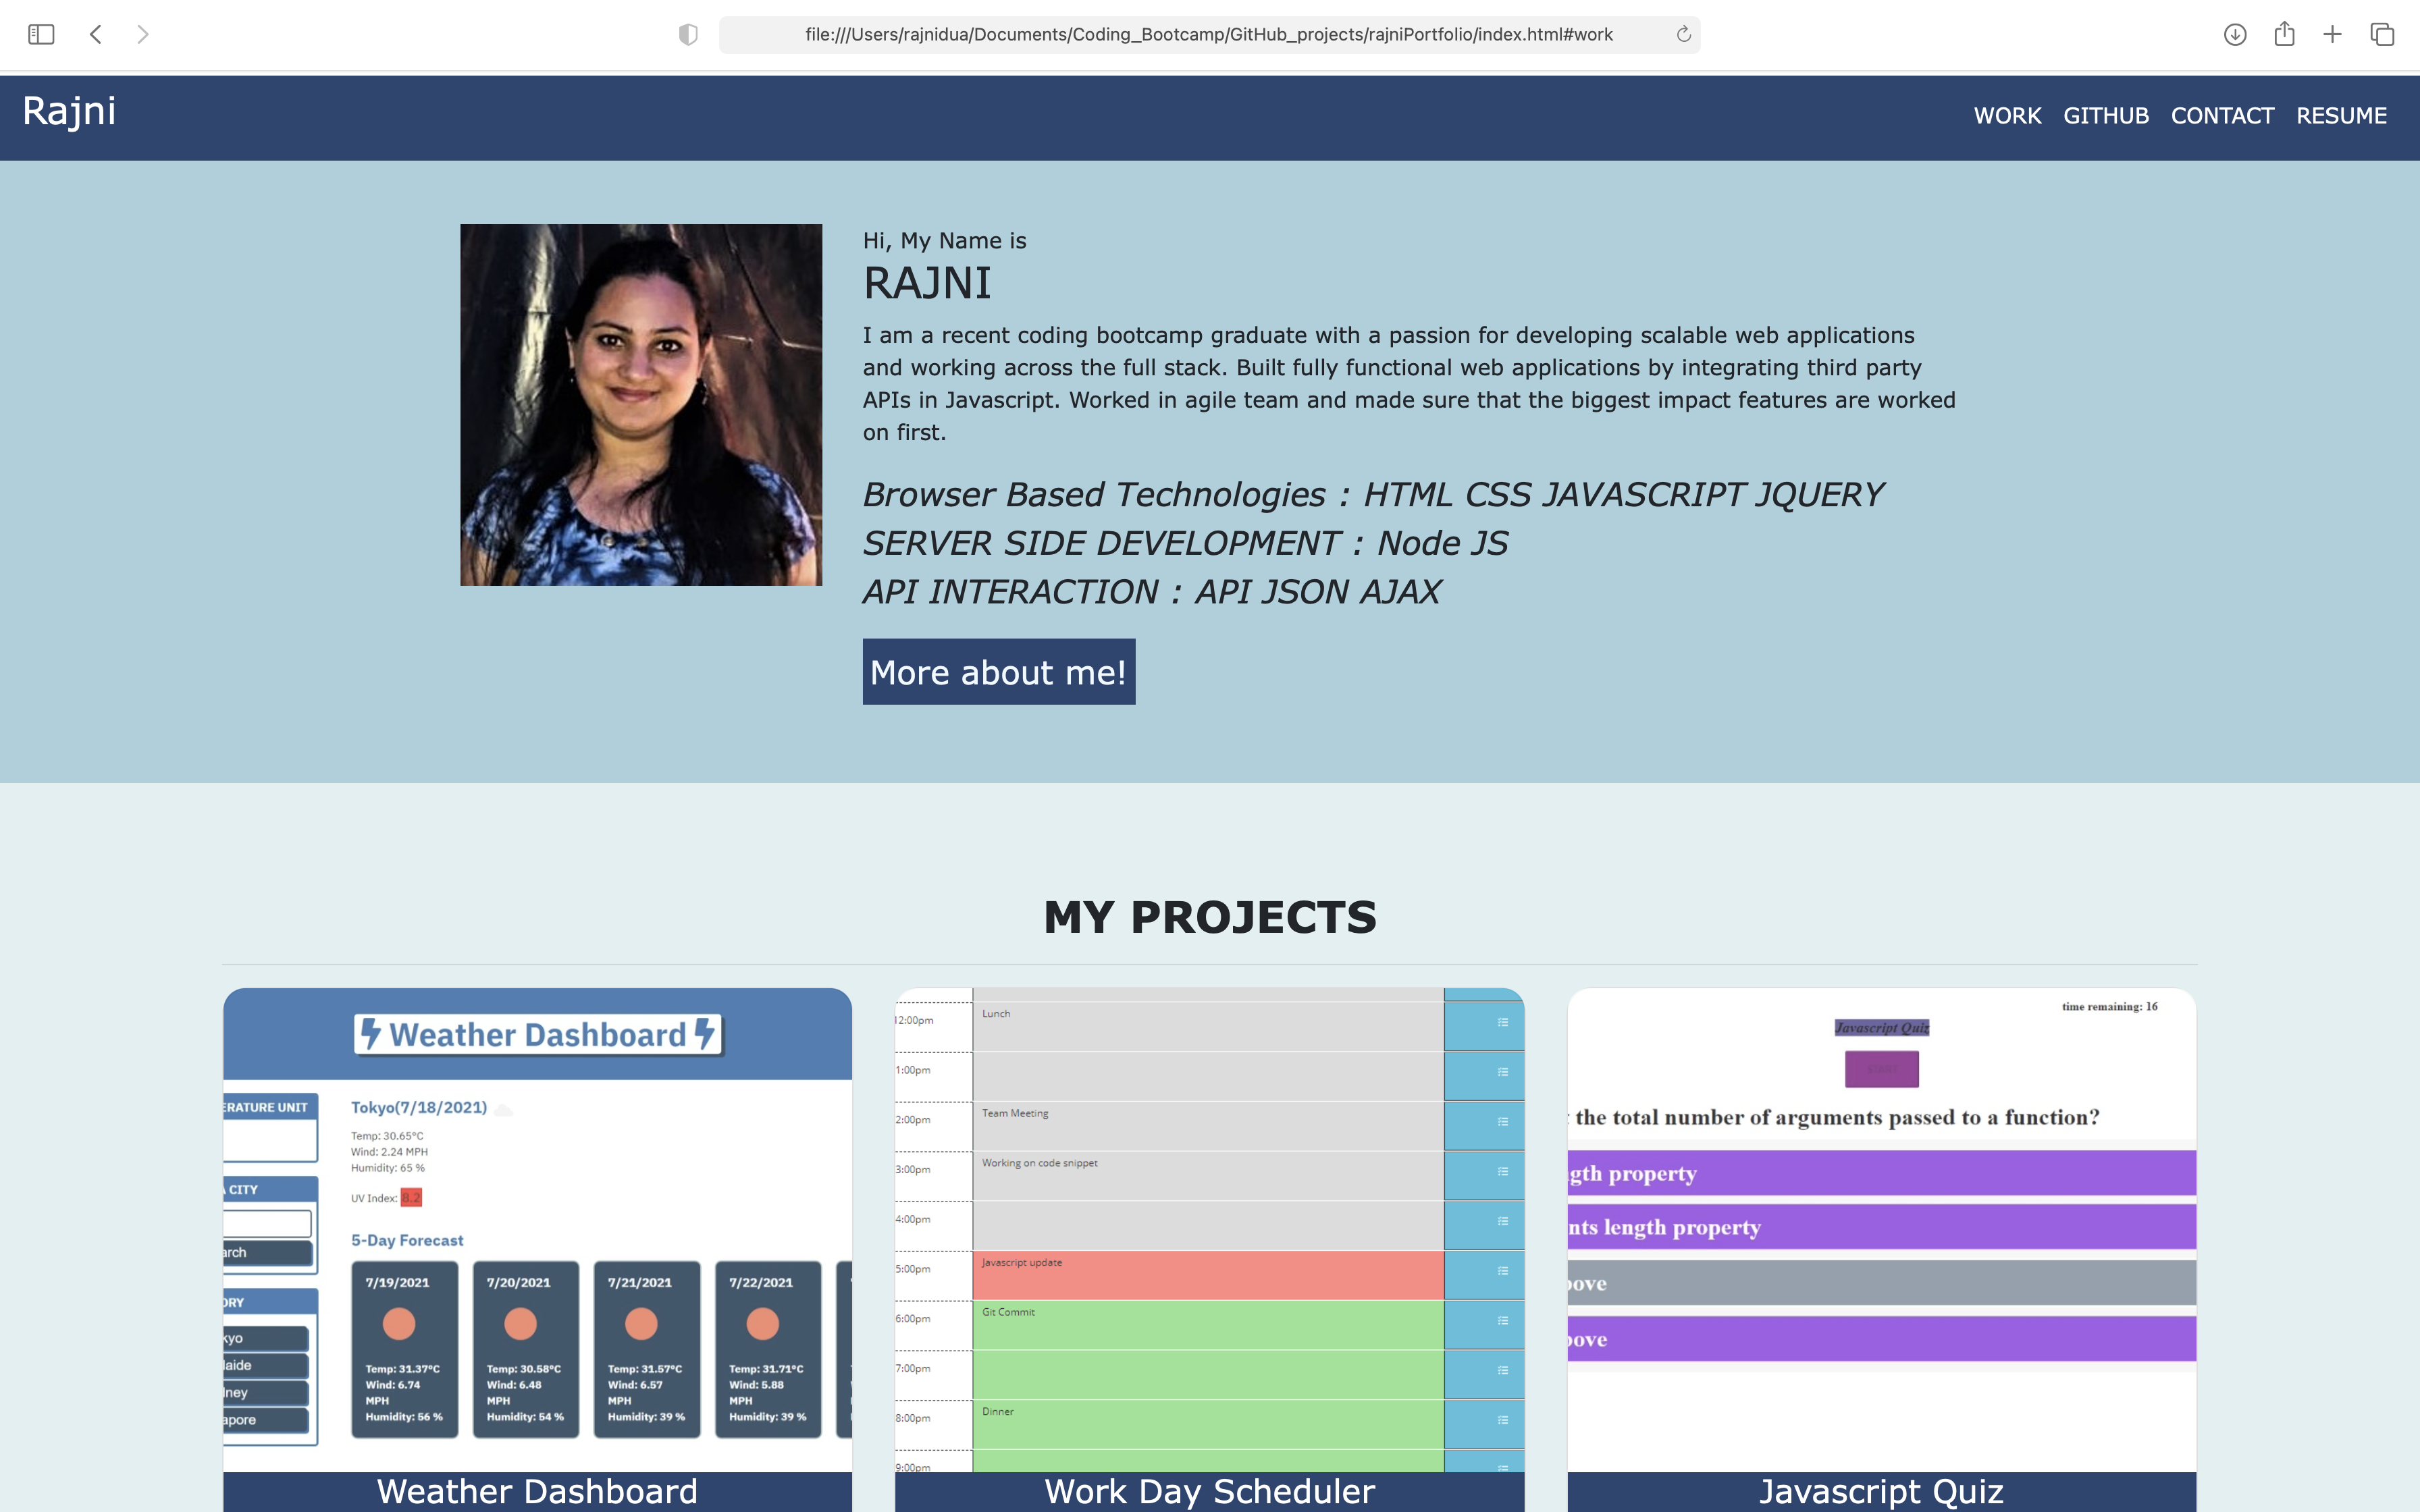 file:///Users/rajnidua/Documents/Coding_Bootcamp/GitHub_projects/rajniPortfolio/index.html#work
Rajni
WORK GITHUB CONTACT RESUME
Hi, My Name is
RAJNI
I am a recent coding bootcamp graduate with a passion for developing scalable web applications
and working across the full stack. Built fully functional web applications by integrating third party
APIs in Javascript. Worked in agile team and made sure that the biggest impact features are worked
on first.
Browser Based Technologies : HTML CSS JAVASCRIPT JQUERY
SERVER SIDE DEVELOPMENT : Node JS
API INTERACTION : API JSON AJAX
More about me!
MY PROJECTS
Weather Dashboard
ERATURE UNIT
Tokyo(7/18/2021)
Temp: 30.65°C
Wind: 2.24 MPH
Humidity: 65 %
CITY
UV Index: 8.2
arch
5-Day Forecast
ORY
kyo
laide
lney
apore
7/19/2021
Temp: 31.37°C
Wind: 6.74
MPH
Humidity: 56 %
7/20/2021
Temp: 30.58°C
Wind: 6.48
MPH
Humidity: 54 %
7/21/2021
Temp: 31.57°C
Wind: 6.57
MPH
Humidity: 39 %
7/22/2021
Temp: 31.71°C
Wind: 5.88
MPH
Humidity: 39 %
Weather Dashboard
12:00pm Lunch
1:00pm
2:00pm Team Meeting
3:00pm Working on code snippet
4:00pm
5:00pm Javascript update
6:00pm Git Commit
7:00pm
8:00pm Dinner
9:00pm
Work Day Scheduler
time remaining: 16
Javascript Quiz
START
the total number of arguments passed to a function?
gth property
nts length property
ove
ove
Javascript Quiz